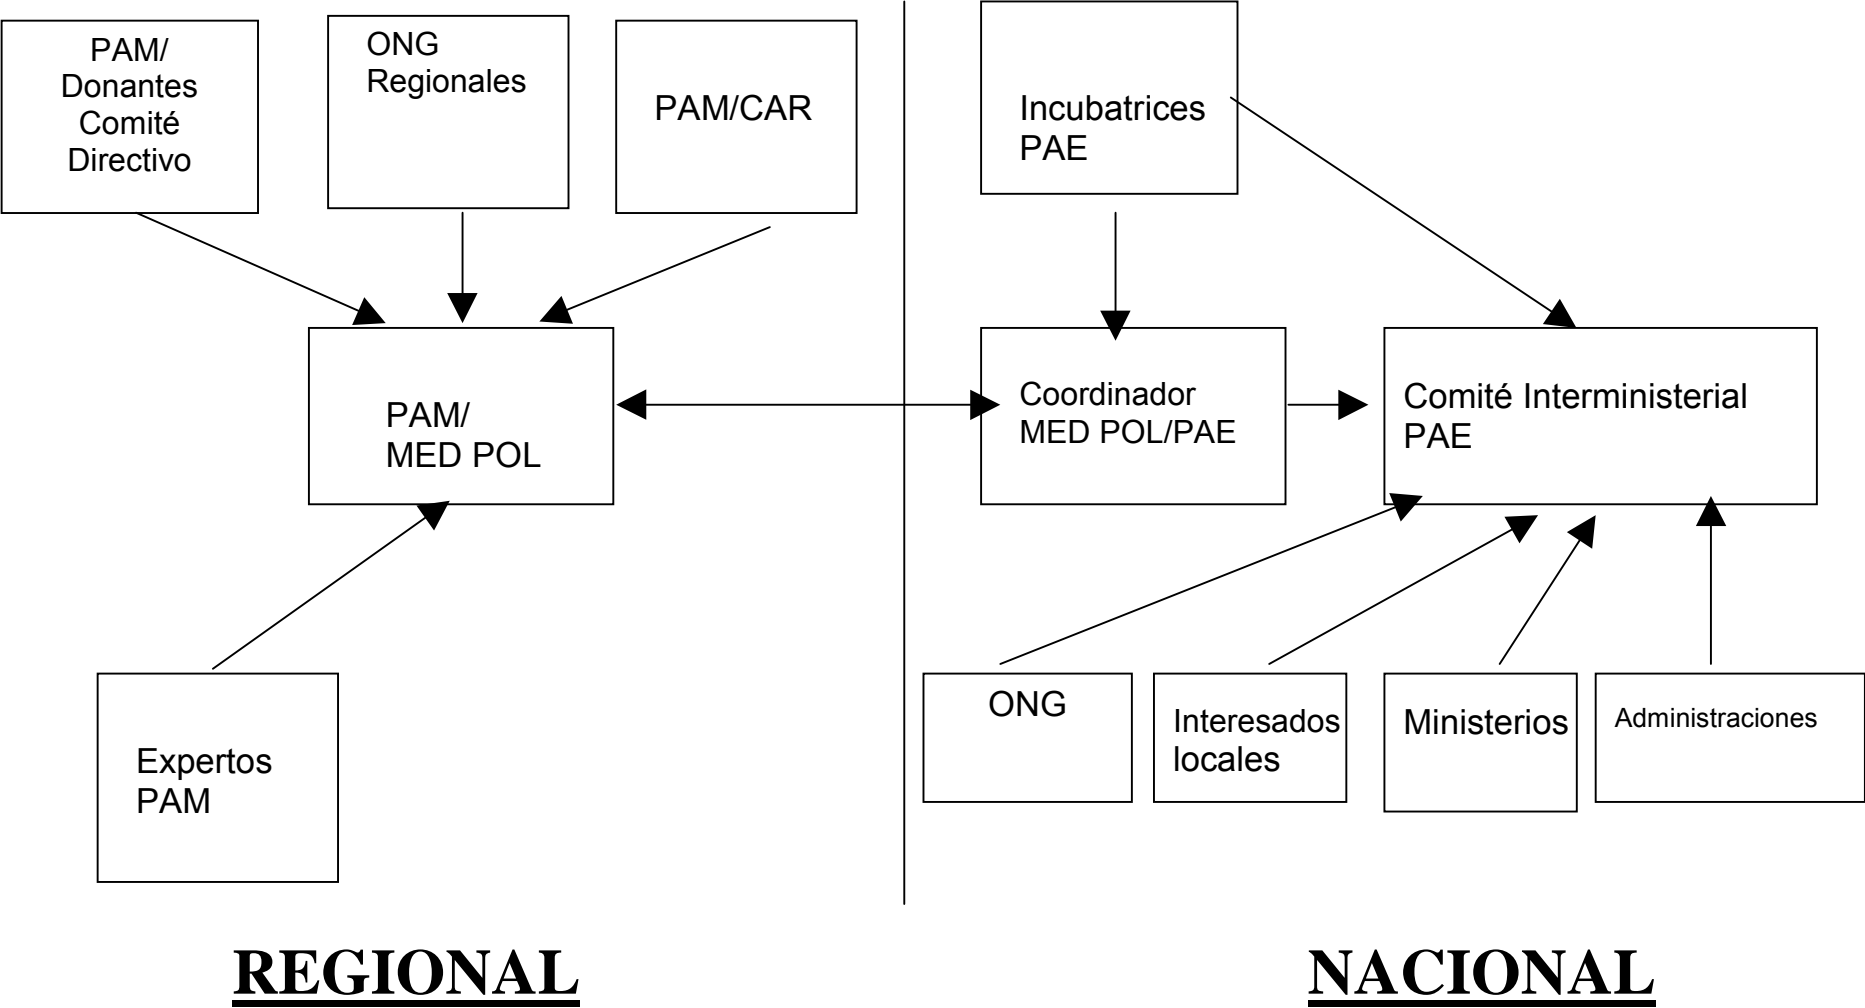 PAM/
Donantes
Comité
Directivo
ONG
Regionales
PAM/CAR
Incubatrices
PAE
PAM/
MED POL
Coordinador
MED POL/PAE
Comité Interministerial
PAE
Expertos
PAM
ONG
Interesados
locales
Ministerios
Administraciones
REGIONAL
NACIONAL